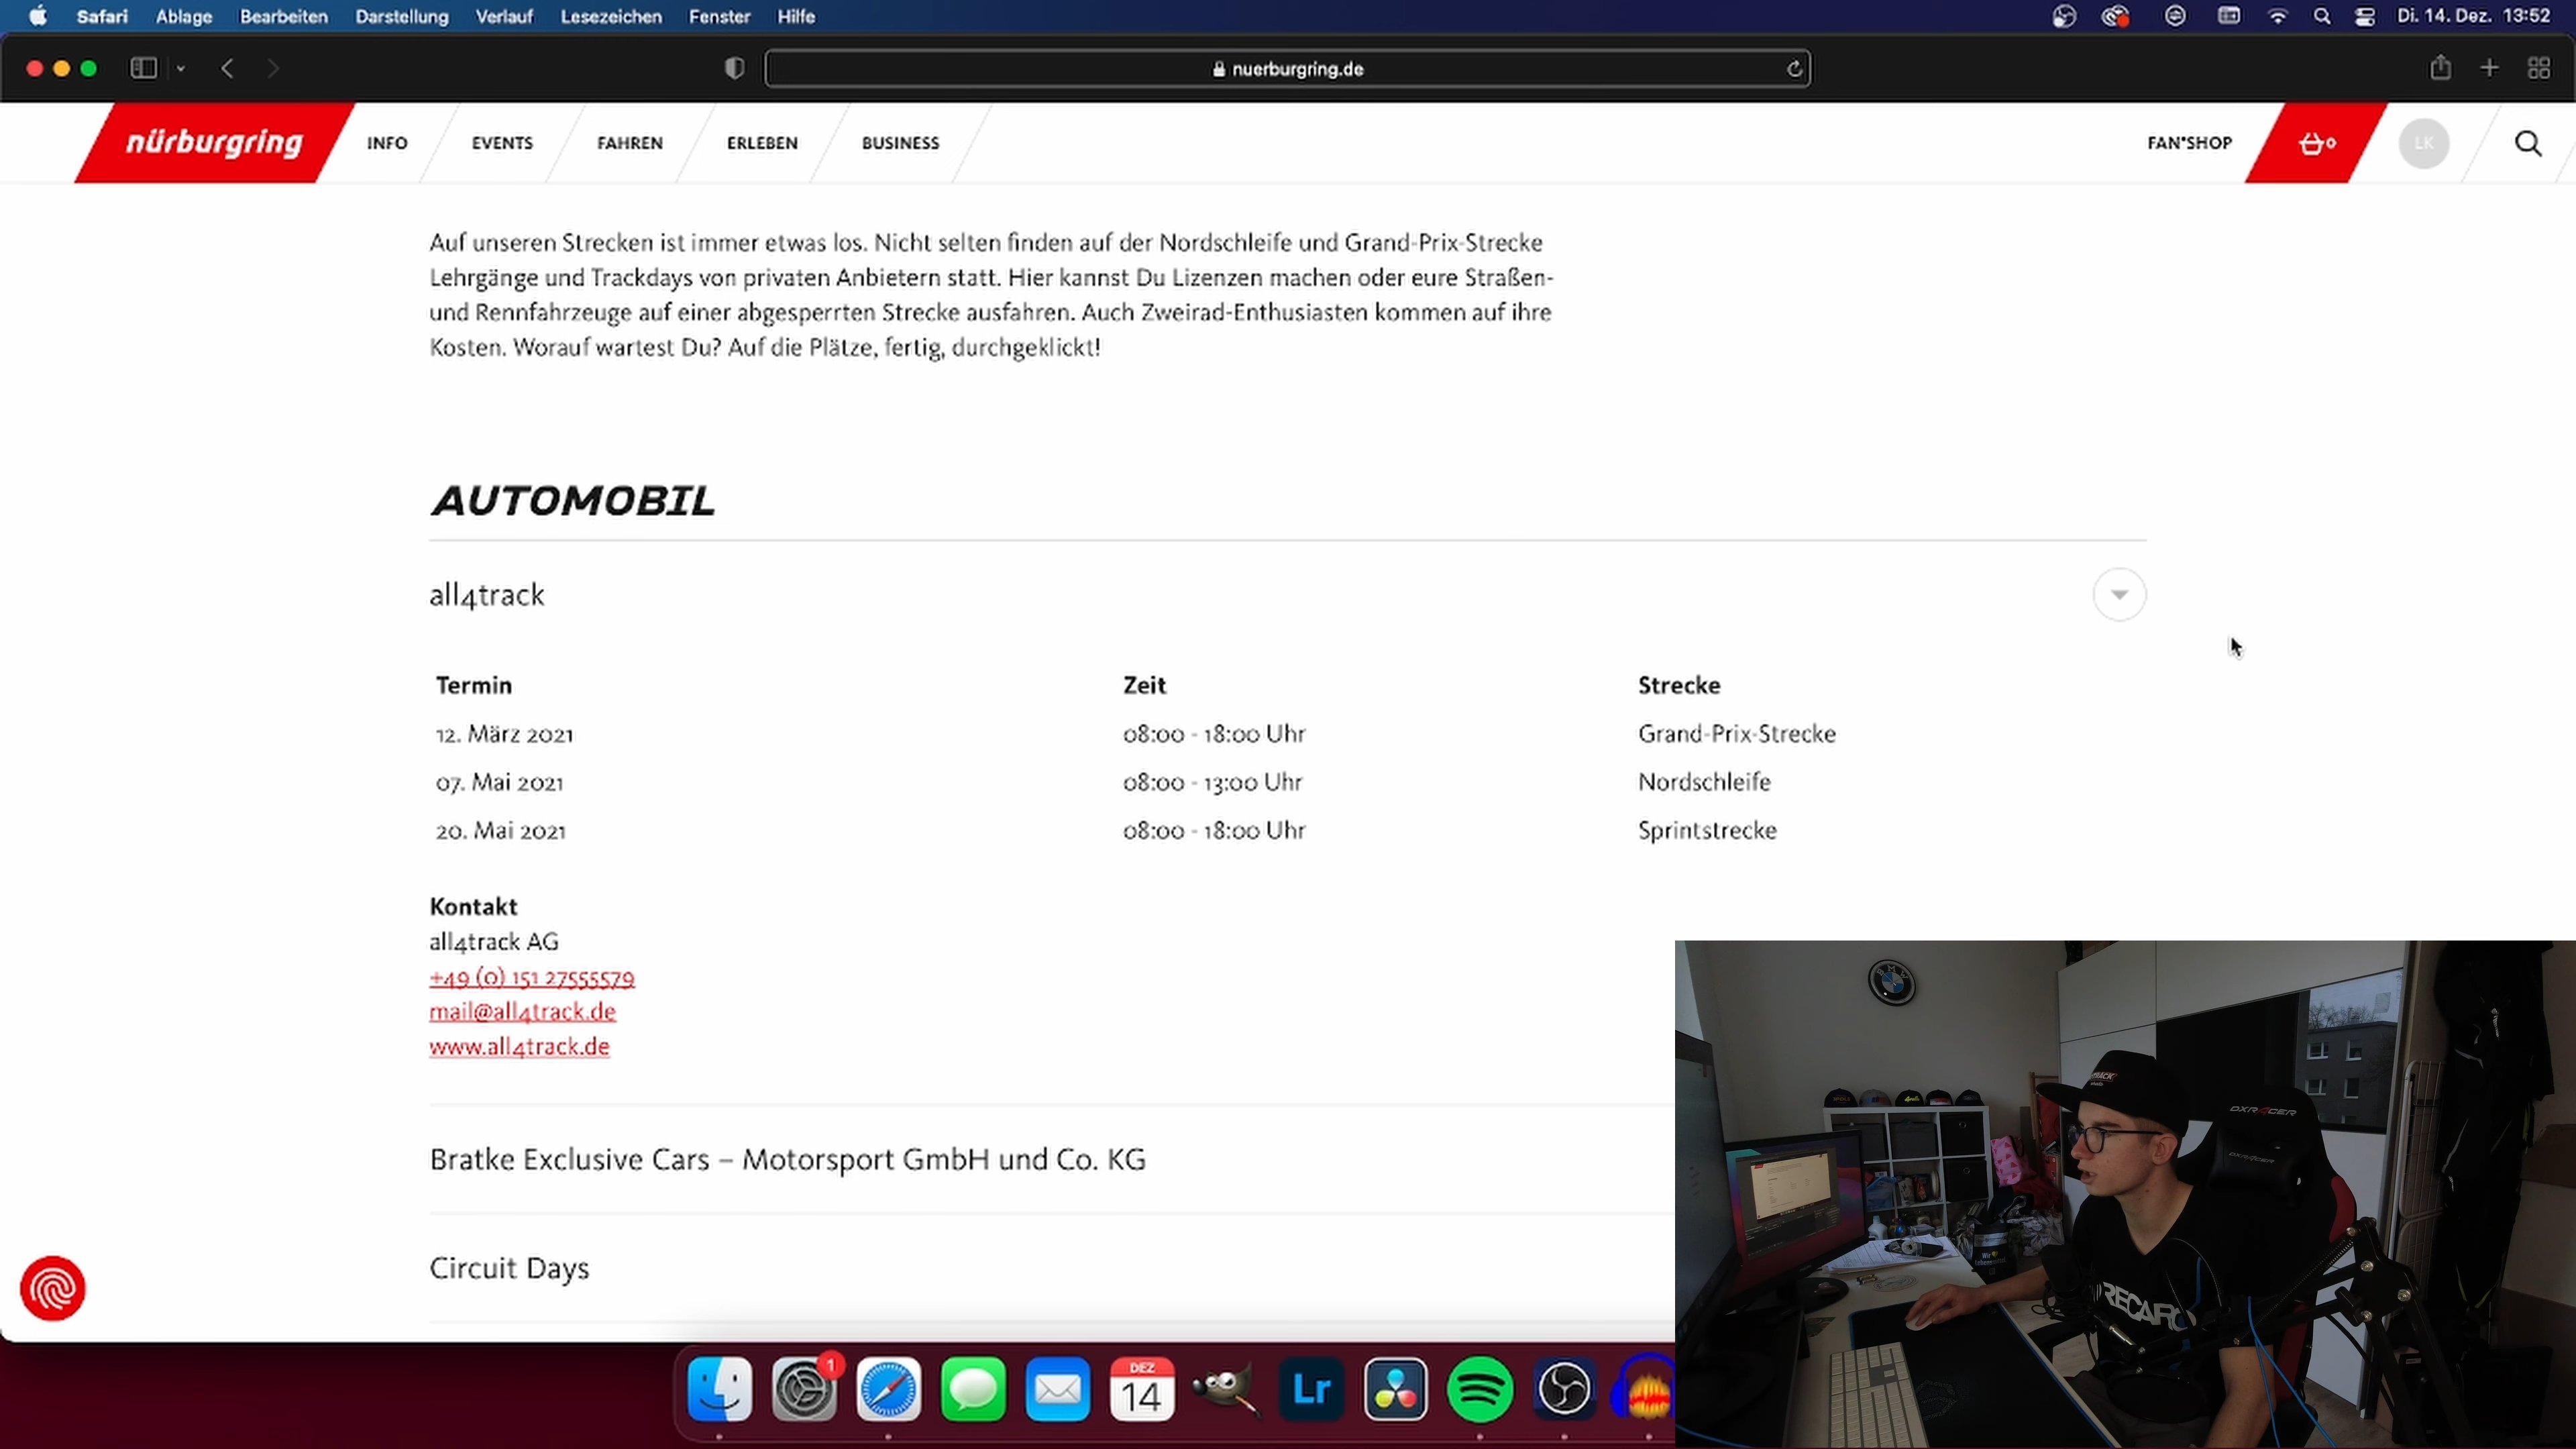 Safari Ablage Bearbeiten Darstellung Verlauf Lesezeichen Fenster Hilfe
Di. 14. Dez. 13:52
nuerburgring.de
nürburgring INFO EVENTS FAHREN ERLEBEN BUSINESS
FAN*SHOP 0 LK
Auf unseren Strecken ist immer etwas los. Nicht selten finden auf der Nordschleife und Grand-Prix-Strecke
Lehrgänge und Trackdays von privaten Anbietern statt. Hier kannst Du Lizenzen machen oder eure Straßen-
und Rennfahrzeuge auf einer abgesperrten Strecke ausfahren. Auch Zweirad-Enthusiasten kommen auf ihre
Kosten. Worauf wartest Du? Auf die Plätze, fertig, durchgeklickt!
AUTOMOBIL
all4track
Termin Zeit Strecke
12. März 2021 08:00 - 18:00 Uhr Grand-Prix-Strecke
07. Mai 2021 08:00 - 13:00 Uhr Nordschleife
20. Mai 2021 08:00 - 18:00 Uhr Sprintstrecke
Kontakt
all4track AG
+49 (0) 151 27555579
mail@all4track.de
www.all4track.de
Bratke Exclusive Cars – Motorsport GmbH und Co. KG
Circuit Days
1
DEZ
14
Lr
BMW
DXRACER
DXRACER
RECARO